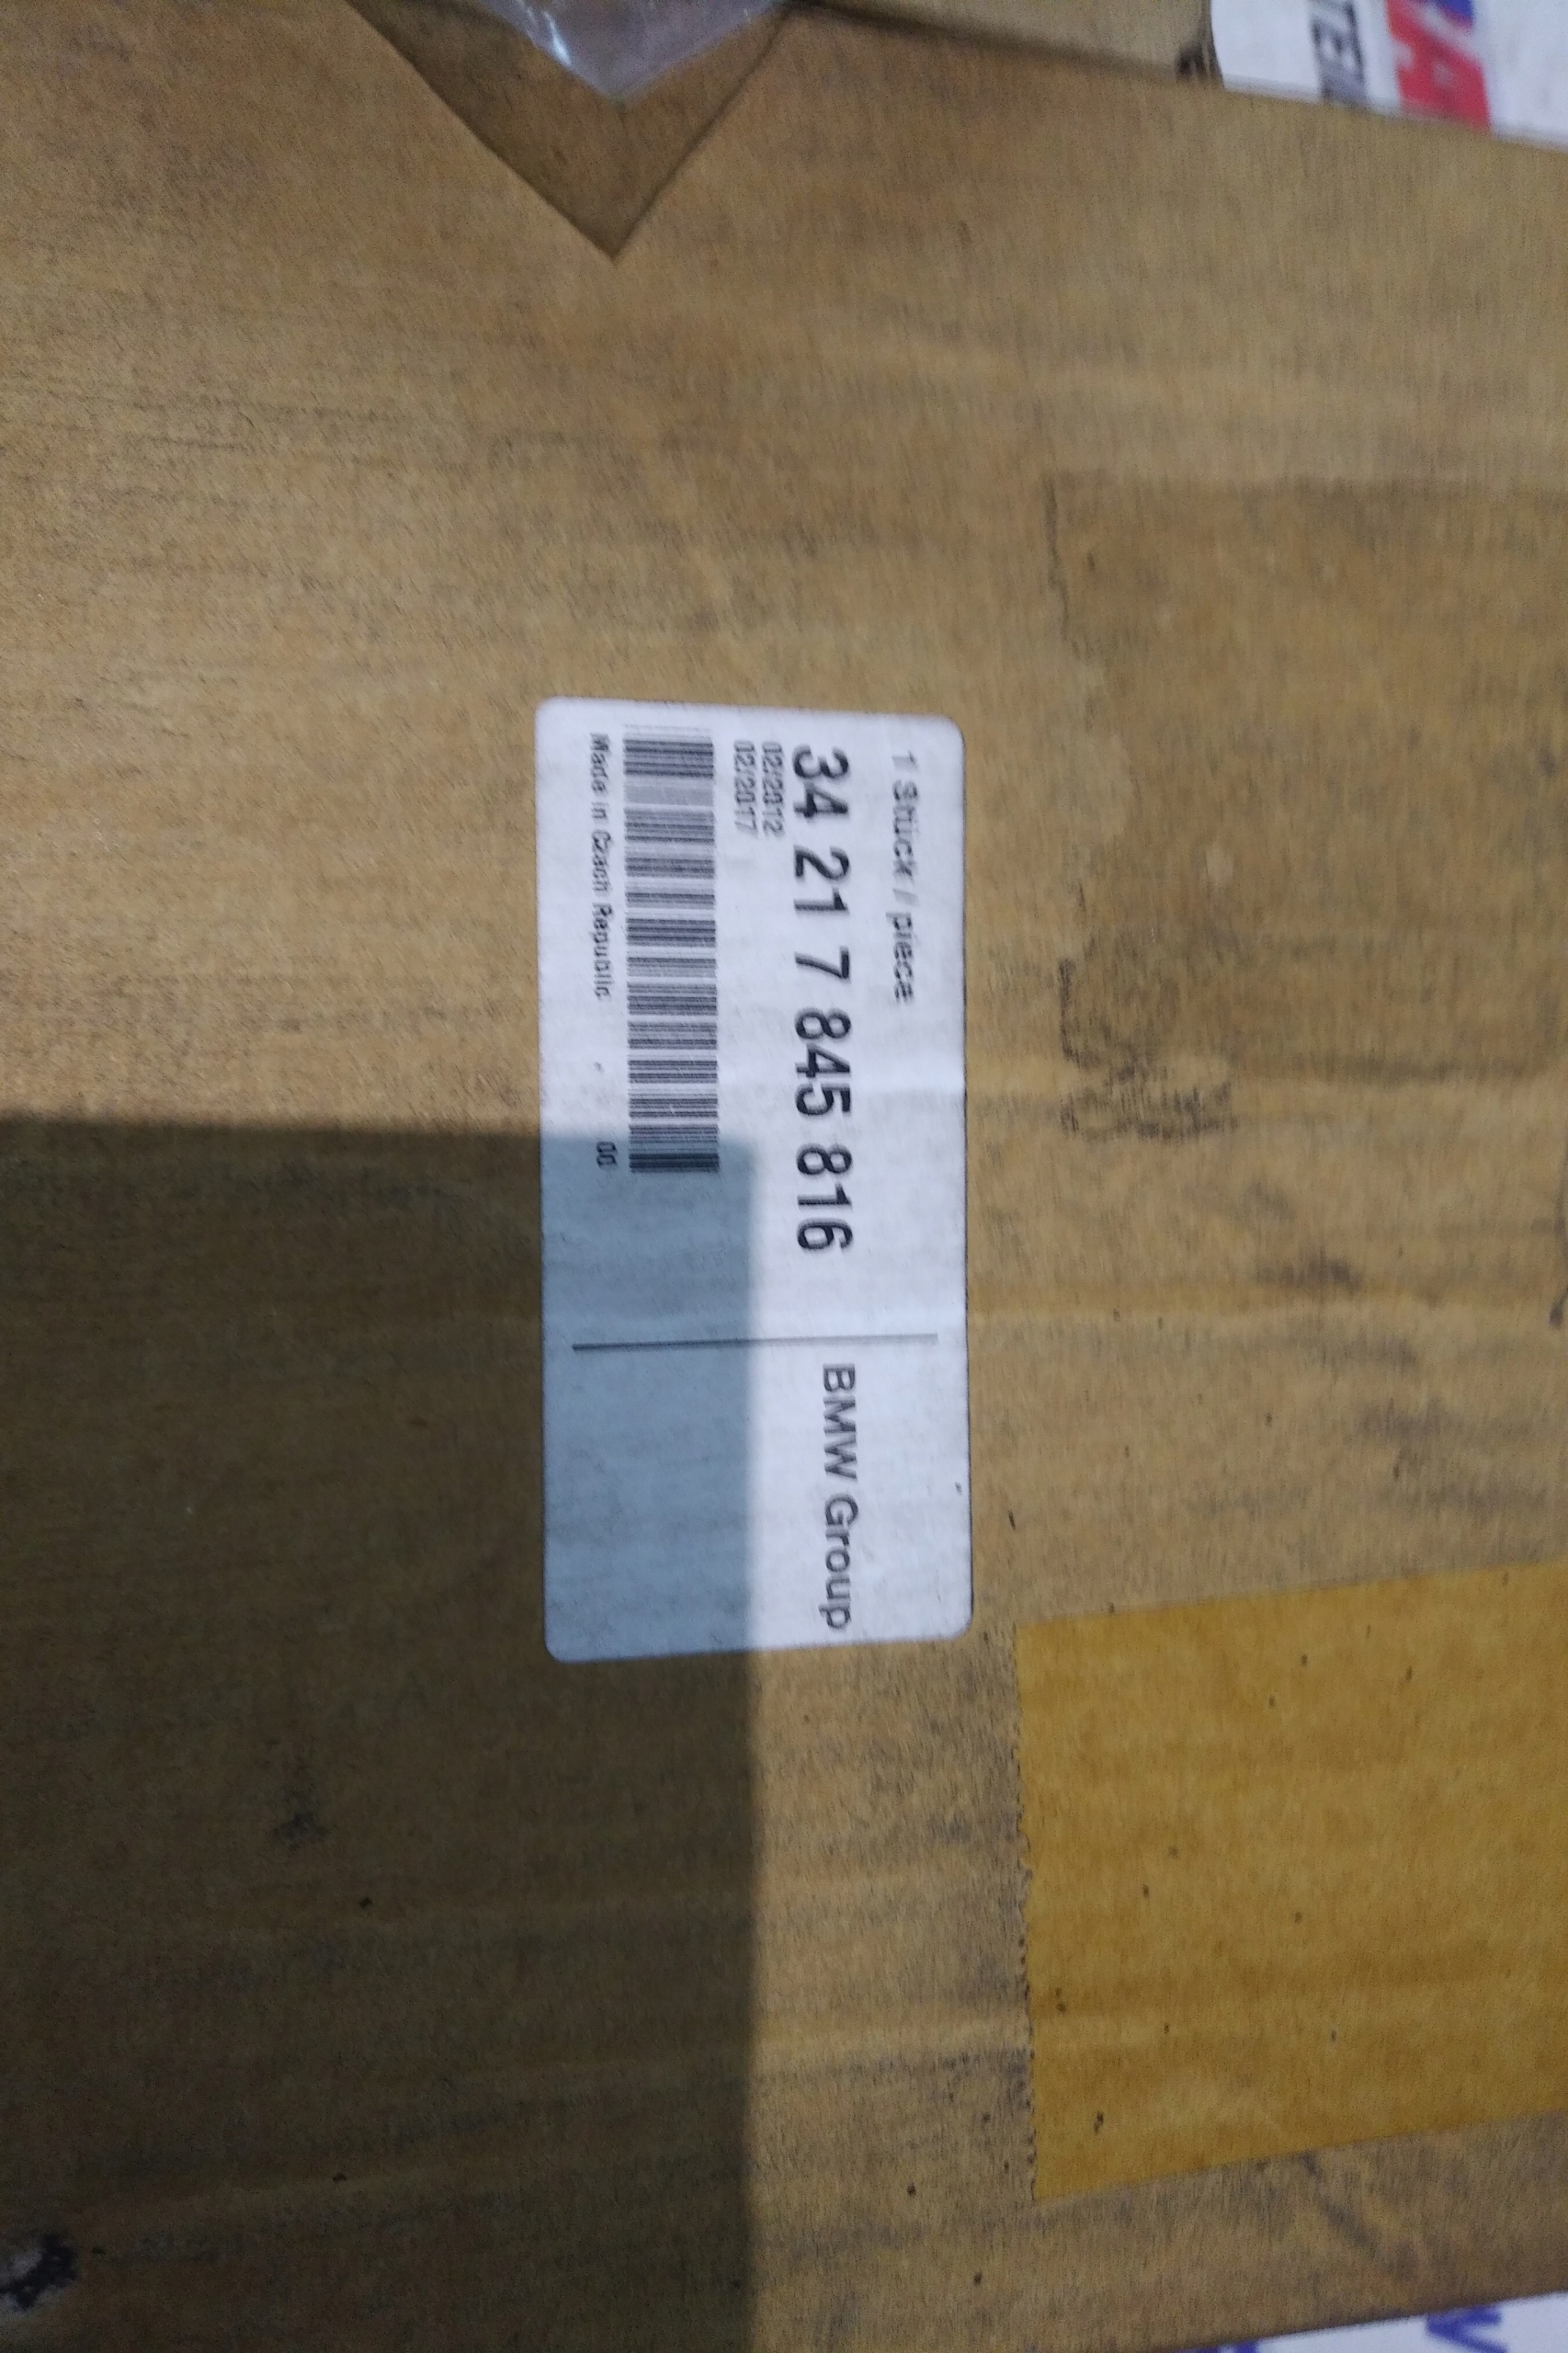 1 Stück / piece
34 21 7 845 816
02/2012
02/2017
Made in Czech Republic
00
BMW Group